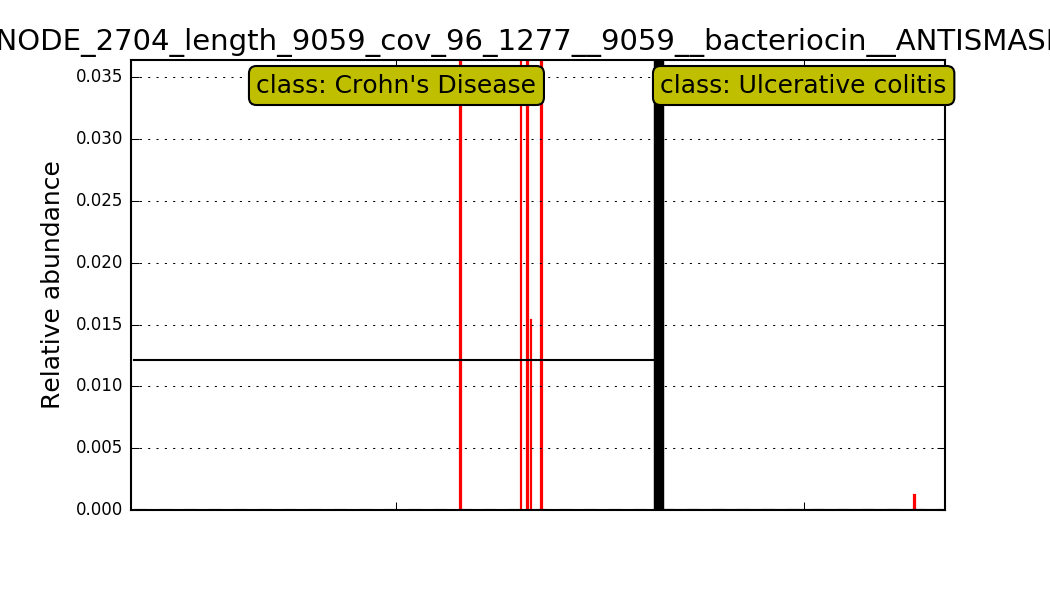 NODE_2704_length_9059_cov_96_1277__9059__bacteriocin__ANTISMASH
class: Crohn's Disease
class: Ulcerative colitis
Relative abundance
0.035
0.030
0.025
0.020
0.015
0.010
0.005
0.000